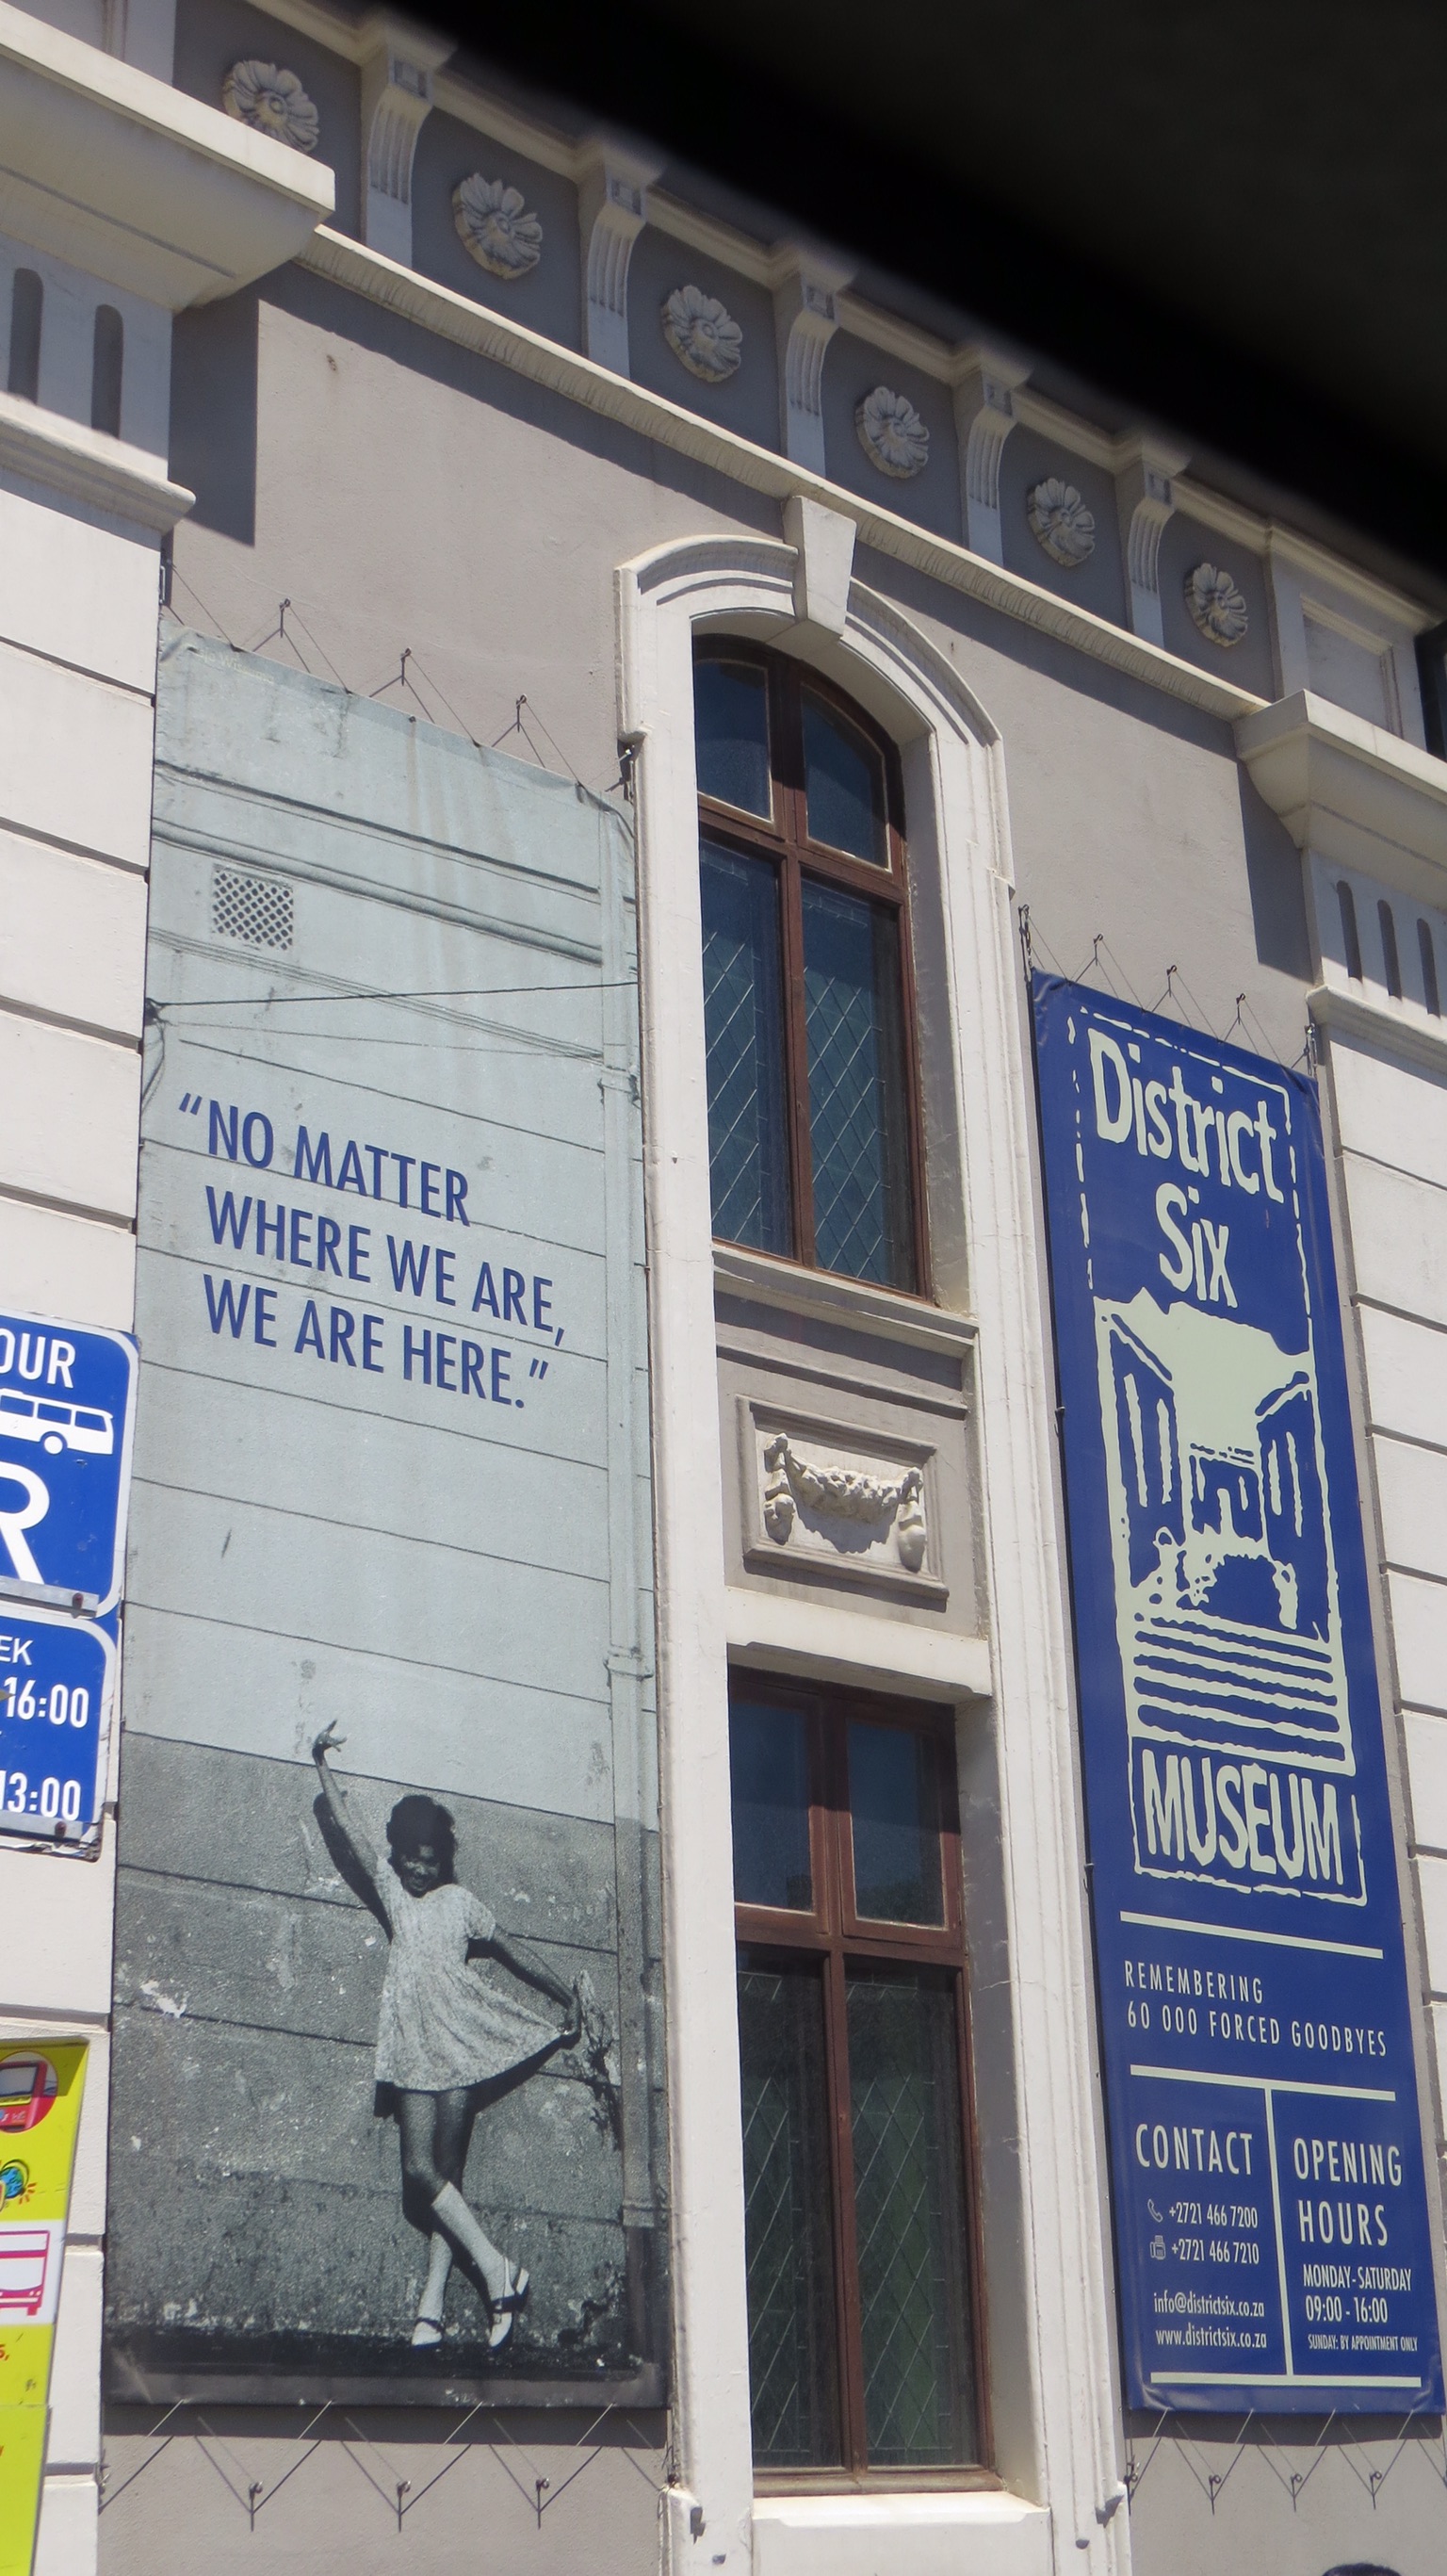 “NO MATTER
WHERE WE ARE,
WE ARE HERE.”
OUR
R
EK
16:00
13:00
District
Six
MUSEUM
REMEMBERING
60 000 FORCED GOODBYES
CONTACT
+2721 466 7200
+2721 466 7210
info@districtsix.co.za
www.districtsix.co.za
OPENING
HOURS
MONDAY - SATURDAY
09:00 - 16:00
SUNDAY: BY APPOINTMENT ONLY